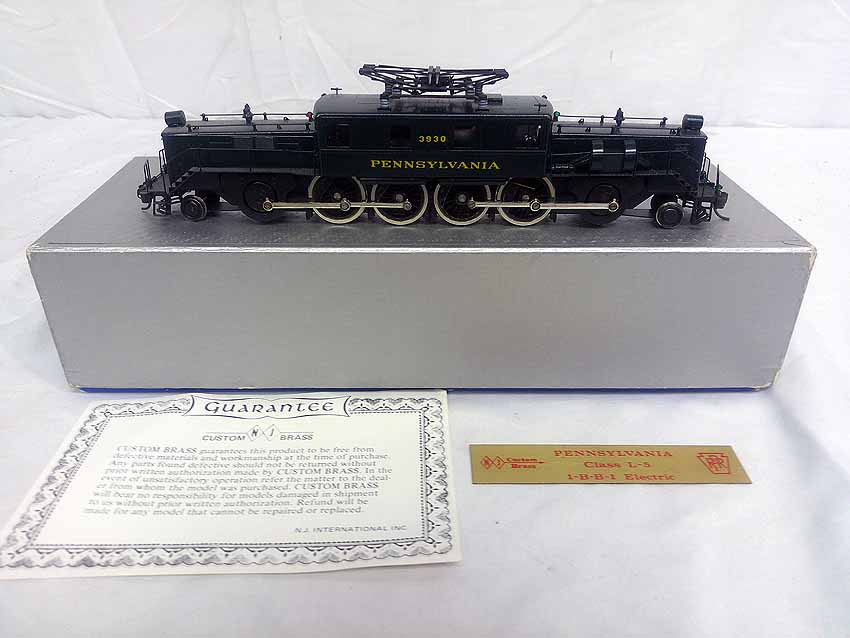 3930
PENNSYLVANIA
GUARANTEE
CUSTOM N J BRASS
CUSTOM BRASS guarantees this product to be free from
defective materials and workmanship at the time of purchase.
Any parts found defective should not be returned without
prior written authorization made by CUSTOM BRASS. In the
event of unsatisfactory operation refer the matter to the deal-
er from whom the model was purchased. CUSTOM BRASS
will bear no responsibility for models damaged in shipment
to us without prior written authorization. Refund will be
made for any model that cannot be repaired or replaced.
N.J. INTERNATIONAL INC.
PENNSYLVANIA
N J Custom Brass
Class L-5
1-B-B-1 Electric